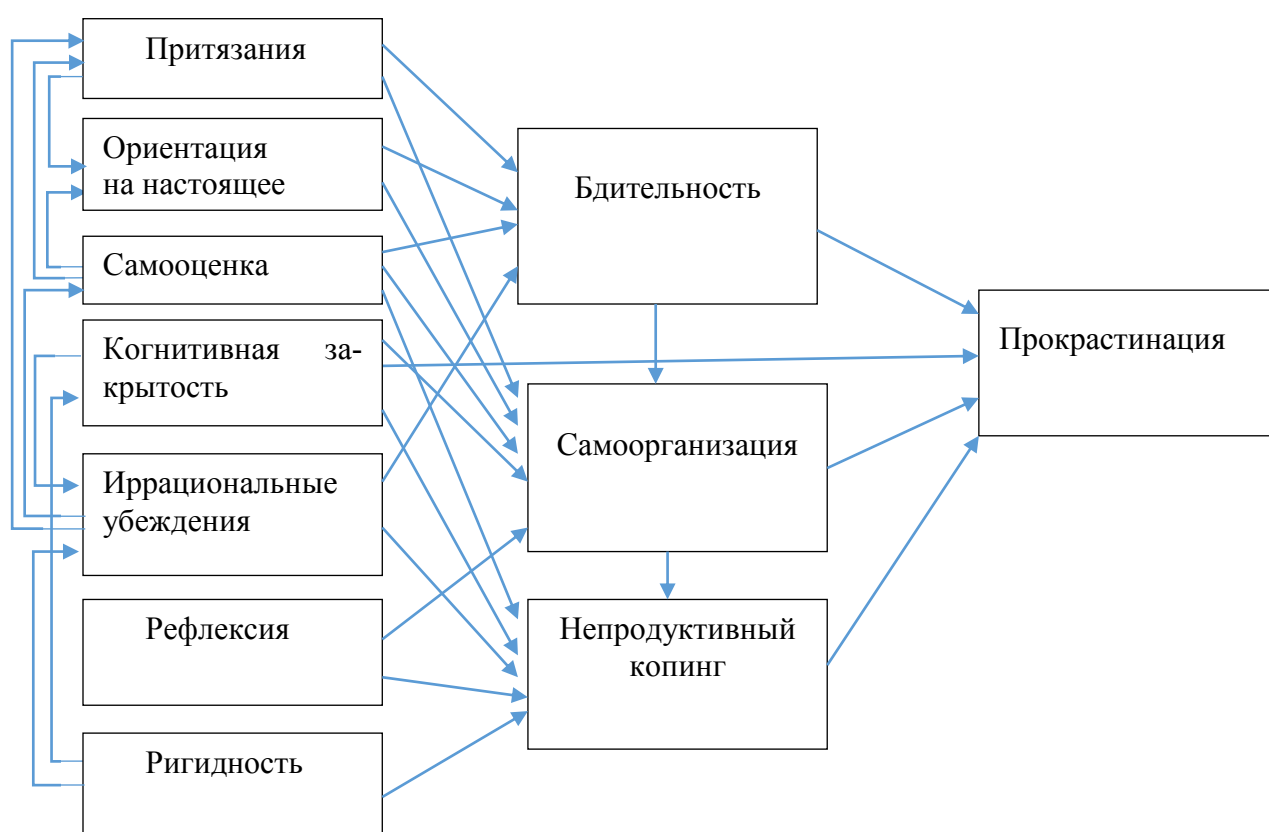 Притязания
Ориентация
на настоящее
Самооценка
Когнитивная за-
крытость
Иррациональные
убеждения
Рефлексия
Ригидность
Бдительность
Самоорганизация
Непродуктивный
копинг
Прокрастинация